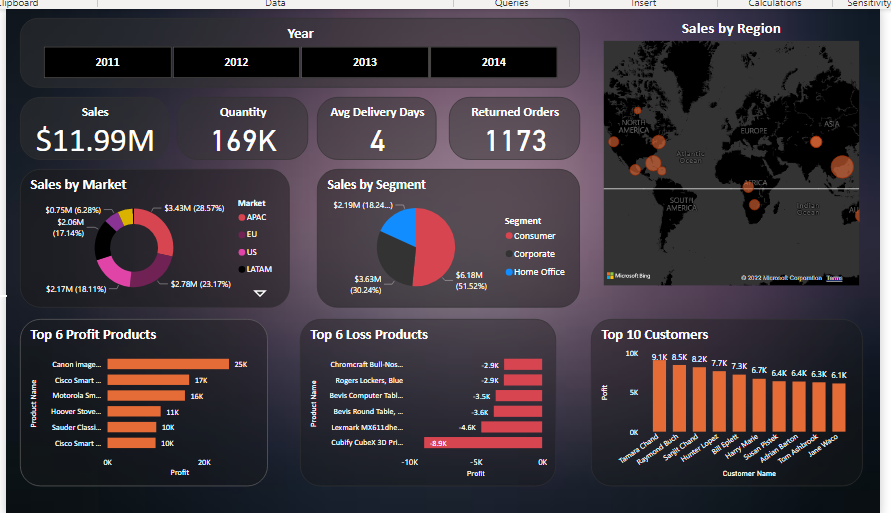 Clipboard
Data
Queries
Insert
Calculations
Sensitivity
Year
2011
2012
2013
2014
Sales
$11.99M
Quantity
169K
Avg Delivery Days
4
Returned Orders
1173
Sales by Region
NORTH
AMERICA
EUROPE
ASIA
Atlantic
Ocean
AFRICA
SOUTH
AMERICA
Indian
Ocean
AU
Microsoft Bing
© 2022 Microsoft Corporation Terms
Sales by Market
$0.75M (6.28%)
$2.06M
(17.14%)
$2.17M (18.11%)
$3.43M (28.57%)
$2.78M (23.17%)
Market
APAC
EU
US
LATAM
Sales by Segment
$2.19M (18.24...)
$3.63M
(30.24%)
$6.18M
(51.52%)
Segment
Consumer
Corporate
Home Office
Top 6 Profit Products
Product Name
Canon image... 25K
Cisco Smart ... 17K
Motorola Sm... 16K
Hoover Stove... 11K
Sauder Classi... 10K
Cisco Smart ... 10K
0K 20K
Profit
Top 6 Loss Products
Product Name
Chromcraft Bull-Nos... -2.9K
Rogers Lockers, Blue -2.9K
Bevis Computer Tabl... -3.5K
Bevis Round Table, ... -3.6K
Lexmark MX611dhe... -4.6K
Cubify CubeX 3D Pri... -8.9K
-10K -5K 0K
Profit
Top 10 Customers
Pofit
10K
5K
0K
9.1K 8.5K 8.2K 7.7K 7.3K 6.7K 6.4K 6.4K 6.3K 6.1K
Tamara Chand
Raymond Buch
Sanjit Chand
Hunter Lopez
Bill Eplett
Harry Marie
Susan Pistek
Adrian Barton
Tom Ashbrook
Jane Waco
Customer Name